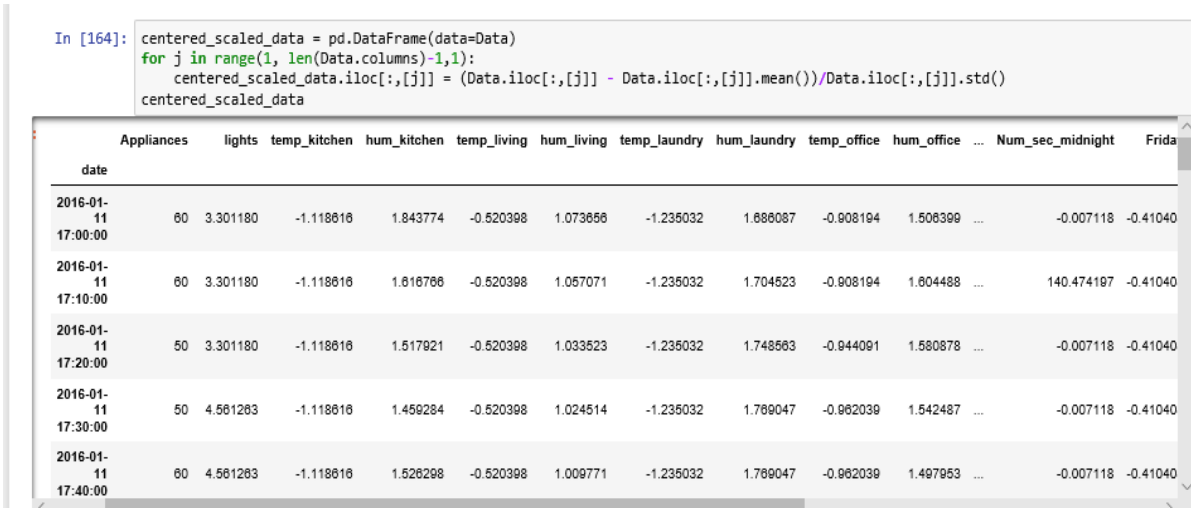 In [164]: centered_scaled_data = pd.DataFrame(data=Data)
for j in range(1, len(Data.columns)-1,1):
centered_scaled_data.iloc[:,[j]] = (Data.iloc[:,[j]] - Data.iloc[:,[j]].mean())/Data.iloc[:,[j]].std()
centered_scaled_data
Appliances lights temp_kitchen hum_kitchen temp_living hum_living temp_laundry hum_laundry temp_office hum_office ... Num_sec_midnight Frida
date
2016-01-
11
17:00:00
60 3.301180 -1.118616 1.843774 -0.520398 1.073656 -1.235032 1.686087 -0.908194 1.506399 ... -0.007118 -0.41040
2016-01-
11
17:10:00
60 3.301180 -1.118616 1.616766 -0.520398 1.057071 -1.235032 1.704523 -0.908194 1.604488 ... 140.474197 -0.41040
2016-01-
11
17:20:00
50 3.301180 -1.118616 1.517921 -0.520398 1.033523 -1.235032 1.748563 -0.944091 1.580878 ... -0.007118 -0.41040
2016-01-
11
17:30:00
50 4.561263 -1.118616 1.459284 -0.520398 1.024514 -1.235032 1.769047 -0.962039 1.542487 ... -0.007118 -0.41040
2016-01-
11
17:40:00
60 4.561263 -1.118616 1.526298 -0.520398 1.009771 -1.235032 1.769047 -0.962039 1.497953 ... -0.007118 -0.41040